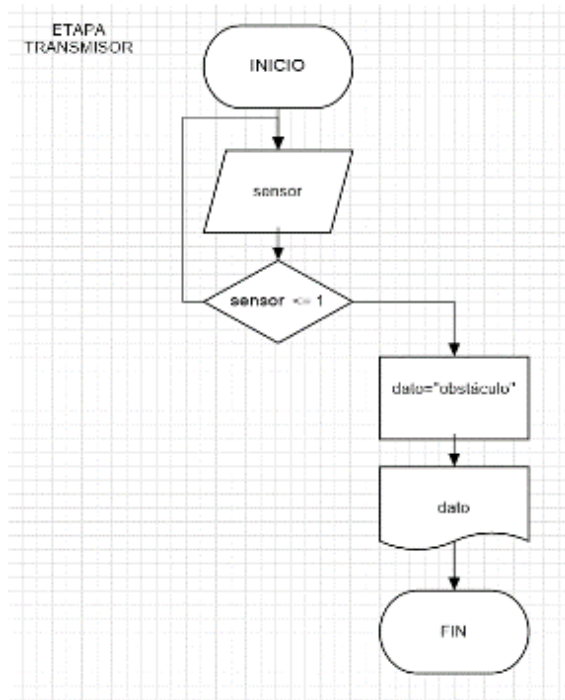 ETAPA
TRANSMISOR
INICIO
sensor
sensor <= 1
dato="obstáculo"
dato
FIN